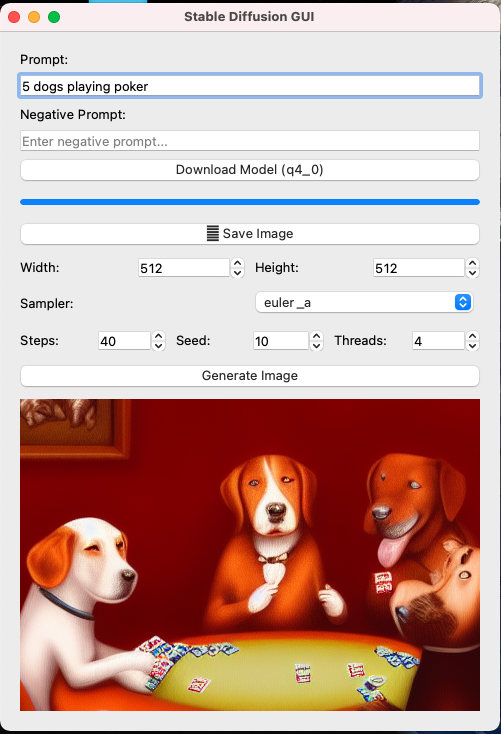 Stable Diffusion GUI
Prompt:
5 dogs playing poker
Negative Prompt:
Enter negative prompt...
Download Model (q4_0)
Save Image
Width: 512 Height: 512
Sampler: euler_a
Steps: 40 Seed: 10 Threads: 4
Generate Image